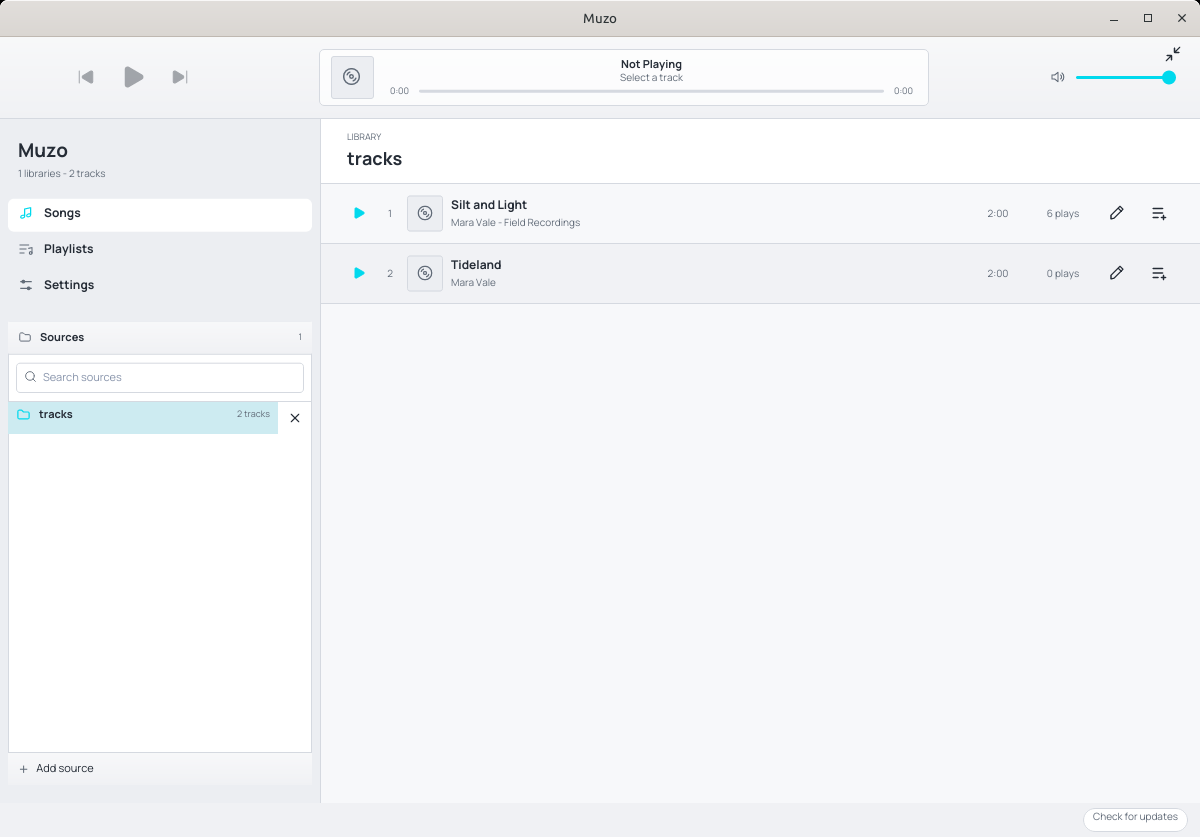 Muzo
Not Playing
Select a track
0:00
0:00
Muzo
1 libraries - 2 tracks
Songs
Playlists
Settings
Sources
1
Search sources
tracks
2 tracks
Add source
LIBRARY
tracks
1
Silt and Light
Mara Vale - Field Recordings
2:00
6 plays
2
Tideland
Mara Vale
2:00
0 plays
Check for updates